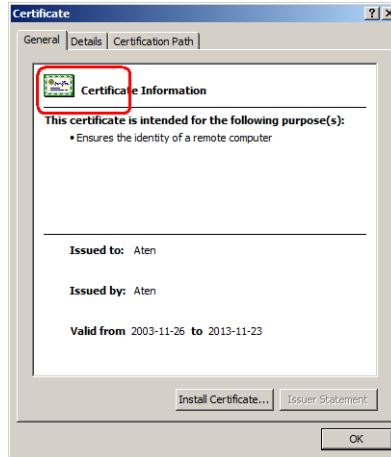 Certificate
General Details Certification Path
Certificate Information
This certificate is intended for the following purpose(s):
• Ensures the identity of a remote computer
Issued to: Aten
Issued by: Aten
Valid from 2003-11-26 to 2013-11-23
Install Certificate... Issuer Statement
OK